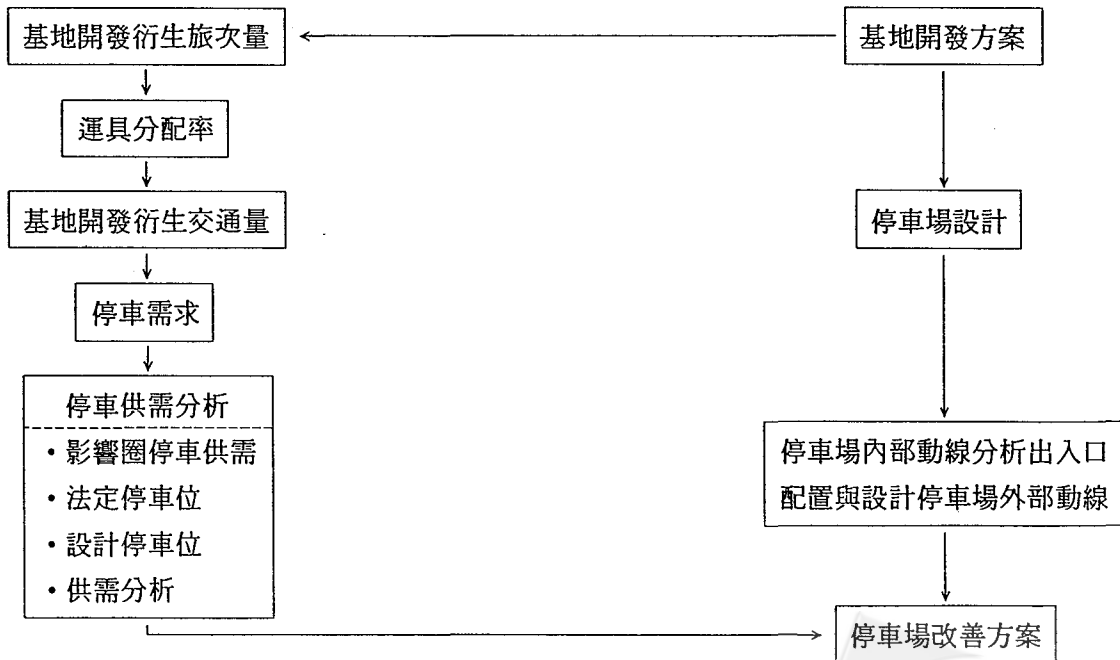 基地開發衍生旅次量
基地開發方案
運具分配率
基地開發衍生交通量
停車場設計
停車需求
停車供需分析
・影響圈停車供需
・法定停車位
・設計停車位
・供需分析
停車場內部動線分析出入口
配置與設計停車場外部動線
停車場改善方案